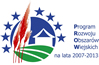 Program
Rozwoju
Obszarów
Wiejskich
na lata 2007-2013